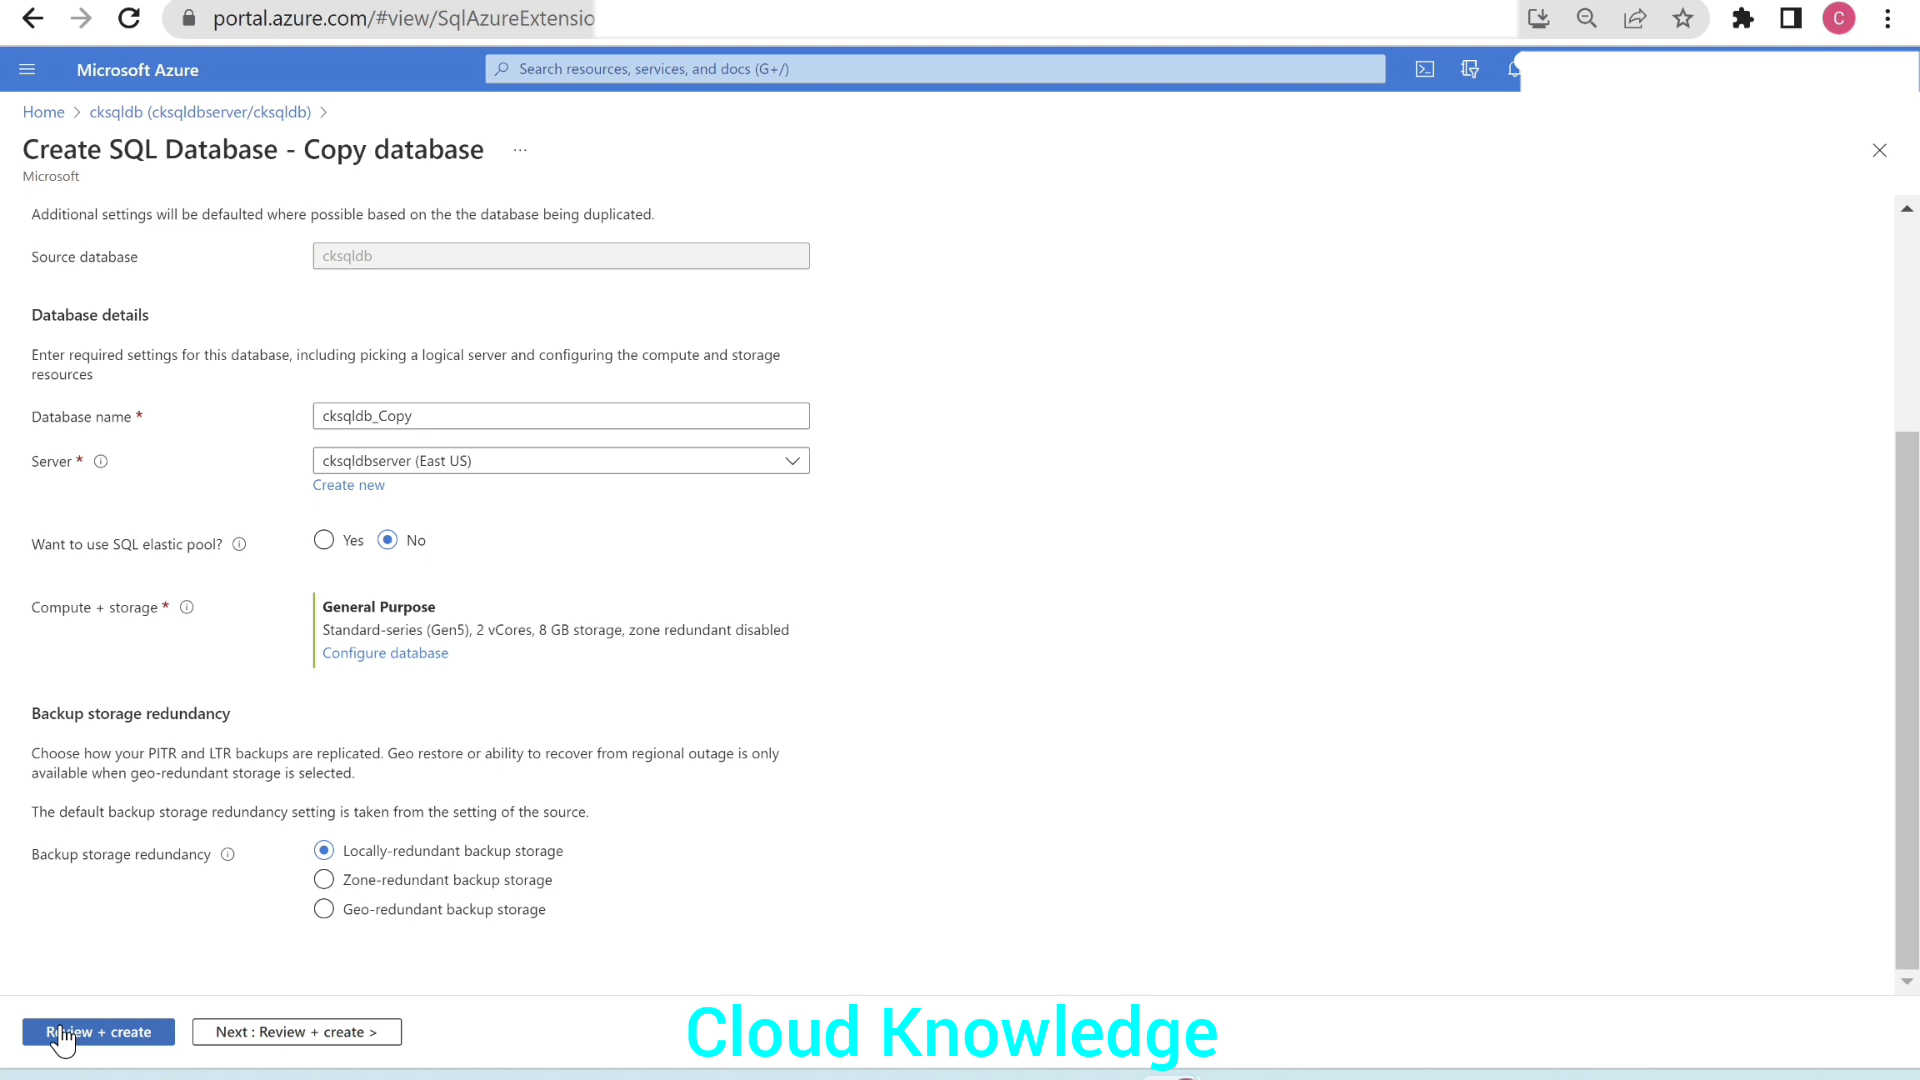 portal.azure.com/#view/SqlAzureExtensio
C
Microsoft Azure
Search resources, services, and docs (G+/)
Home > cksqldb (cksqldbserver/cksqldb) >
Create SQL Database - Copy database ...
Microsoft
Additional settings will be defaulted where possible based on the the database being duplicated.
Source database
cksqldb
Database details
Enter required settings for this database, including picking a logical server and configuring the compute and storage
resources
Database name *
cksqldb_Copy
Server *
cksqldbserver (East US)
Create new
Want to use SQL elastic pool?
Yes
No
Compute + storage *
General Purpose
Standard-series (Gen5), 2 vCores, 8 GB storage, zone redundant disabled
Configure database
Backup storage redundancy
Choose how your PITR and LTR backups are replicated. Geo restore or ability to recover from regional outage is only
available when geo-redundant storage is selected.
The default backup storage redundancy setting is taken from the setting of the source.
Backup storage redundancy
Locally-redundant backup storage
Zone-redundant backup storage
Geo-redundant backup storage
Review + create
Next : Review + create >
Cloud Knowledge